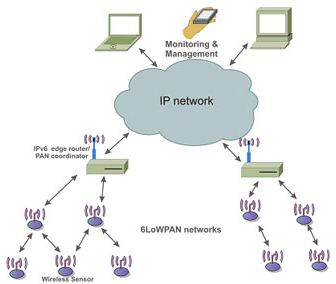 Monitoring &
Management
IP network
IPv6 edge router/
PAN coordinator
6LoWPAN networks
Wireless Sensor